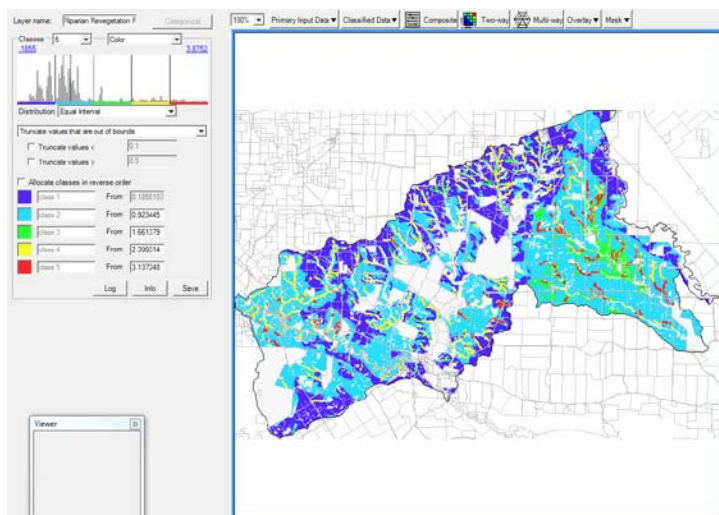 Layer name: Riparian Revegetation F Categorical
100% Primary Input Data Classified Data Composite Two-way Multi-way Overlay Mask
Classes 5 Color
.1855 3.8752
Distribution: Equal Interval
Truncate values that are out of bounds
Truncate values < 0.1
Truncate values > 0.5
Allocate classes in reverse order
class 1 From 0.1855107
class 2 From 0.923445
class 3 From 1.661379
class 4 From 2.399314
class 5 From 3.137248
Log Info Save
Viewer